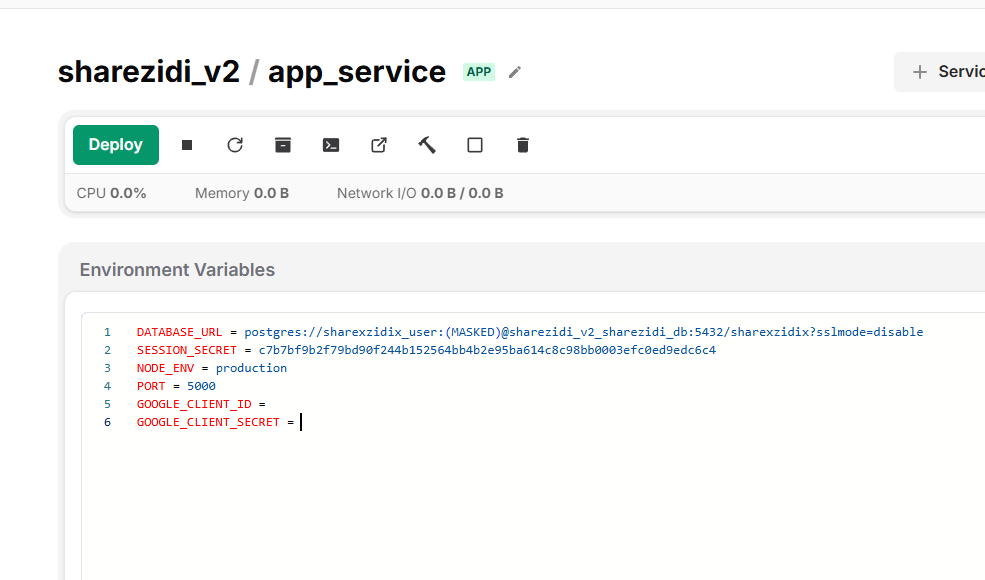 sharezidi_v2 / app_service APP
+ Servic
Deploy
CPU 0.0% Memory 0.0 B Network I/O 0.0 B / 0.0 B
Environment Variables
1 DATABASE_URL = postgres://sharexzidix_user:(MASKED)@sharezidi_v2_sharezidi_db:5432/sharexzidix?sslmode=disable
2 SESSION_SECRET = c7b7bf9b2f79bd90f244b152564bb4b2e95ba614c8c98bb0003efc0ed9edc6c4
3 NODE_ENV = production
4 PORT = 5000
5 GOOGLE_CLIENT_ID =
6 GOOGLE_CLIENT_SECRET =